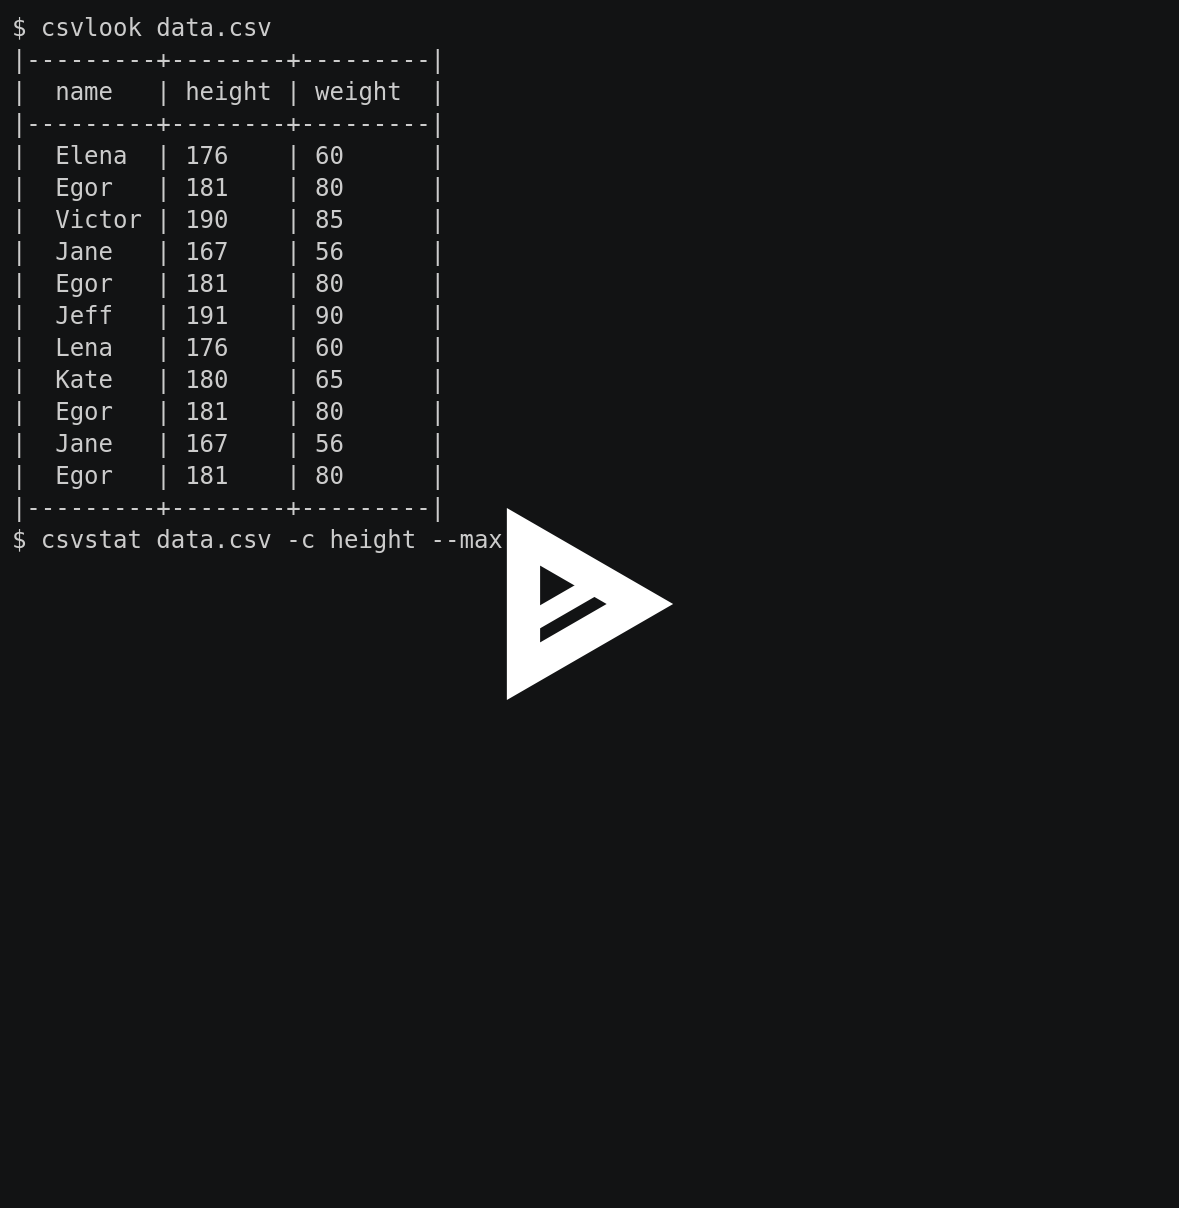 $ csvlook data.csv
|---------+--------+---------|
|  name   | height | weight  |
|---------+--------+---------|
|  Elena  | 176    | 60      |
|  Egor   | 181    | 80      |
|  Victor | 190    | 85      |
|  Jane   | 167    | 56      |
|  Egor   | 181    | 80      |
|  Jeff   | 191    | 90      |
|  Lena   | 176    | 60      |
|  Kate   | 180    | 65      |
|  Egor   | 181    | 80      |
|  Jane   | 167    | 56      |
|  Egor   | 181    | 80      |
|---------+--------+---------|
$ csvstat data.csv -c height --max